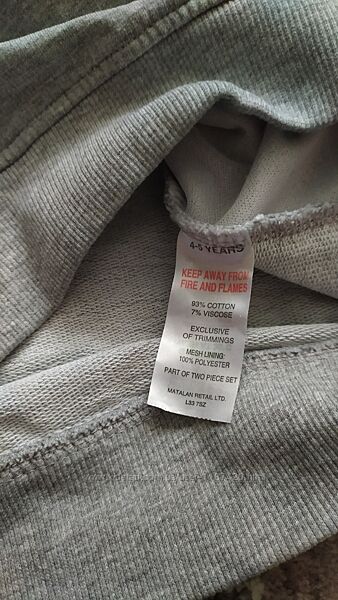 4-5 YEARS
KEEP AWAY FROM
FIRE AND FLAMES
93% COTTON
7% VISCOSE
EXCLUSIVE
OF TRIMMINGS
MESH LINING:
100% POLYESTER
PART OF TWO PIECE SET
MATALAN RETAIL LTD.
L33 7SZ